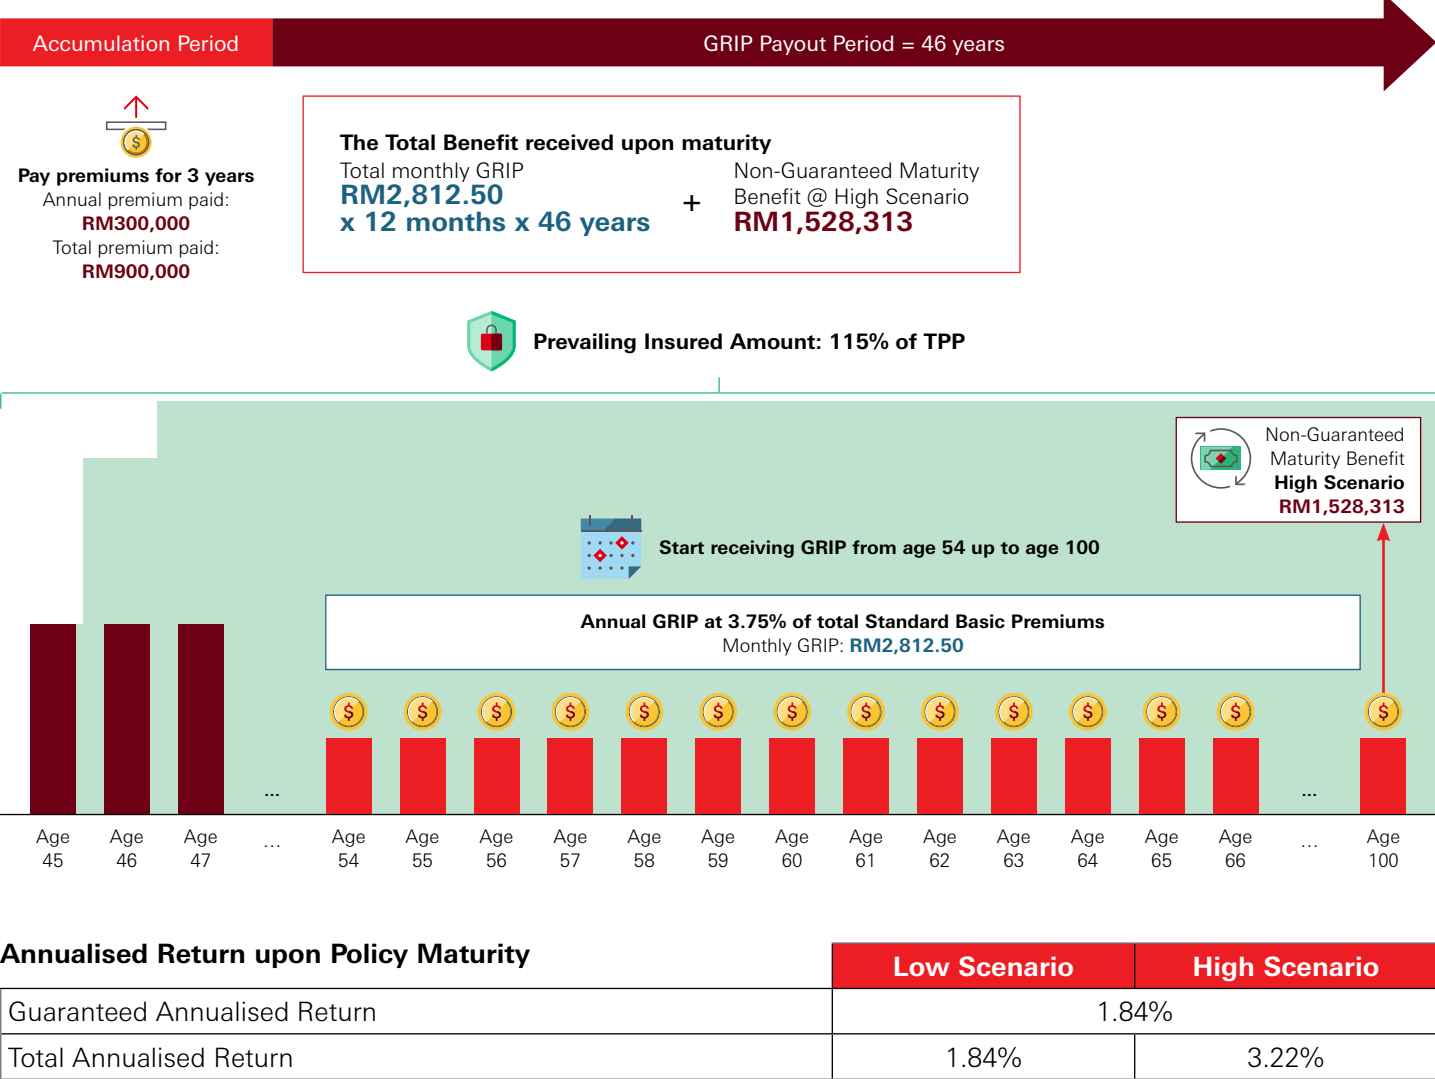 Accumulation Period
GRIP Payout Period = 46 years
Pay premiums for 3 years
Annual premium paid:
RM300,000
Total premium paid:
RM900,000
The Total Benefit received upon maturity
Total monthly GRIP
RM2,812.50
x 12 months x 46 years
+
Non-Guaranteed Maturity
Benefit @ High Scenario
RM1,528,313
Prevailing Insured Amount: 115% of TPP
Non-Guaranteed
Maturity Benefit
High Scenario
RM1,528,313
Start receiving GRIP from age 54 up to age 100
Annual GRIP at 3.75% of total Standard Basic Premiums
Monthly GRIP: RM2,812.50
$ $ $ $ $ $ $ $ $ $ $ $ $ $
... ...
Age Age Age ... Age Age Age Age Age Age Age Age Age Age Age Age Age ... Age
45 46 47 54 55 56 57 58 59 60 61 62 63 64 65 66 100
Annualised Return upon Policy Maturity
Low Scenario High Scenario
Guaranteed Annualised Return 1.84%
Total Annualised Return 1.84% 3.22%